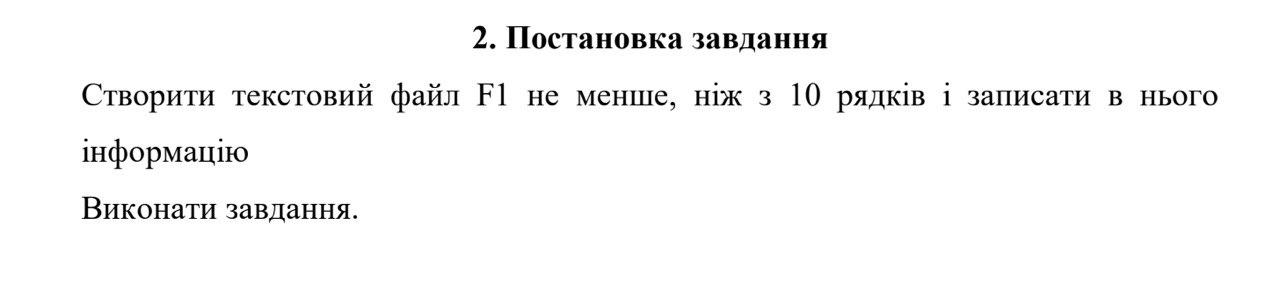 2. Постановка завдання
Створити текстовий файл F1 не менше, ніж з 10 рядків і записати в нього
інформацію
Виконати завдання.